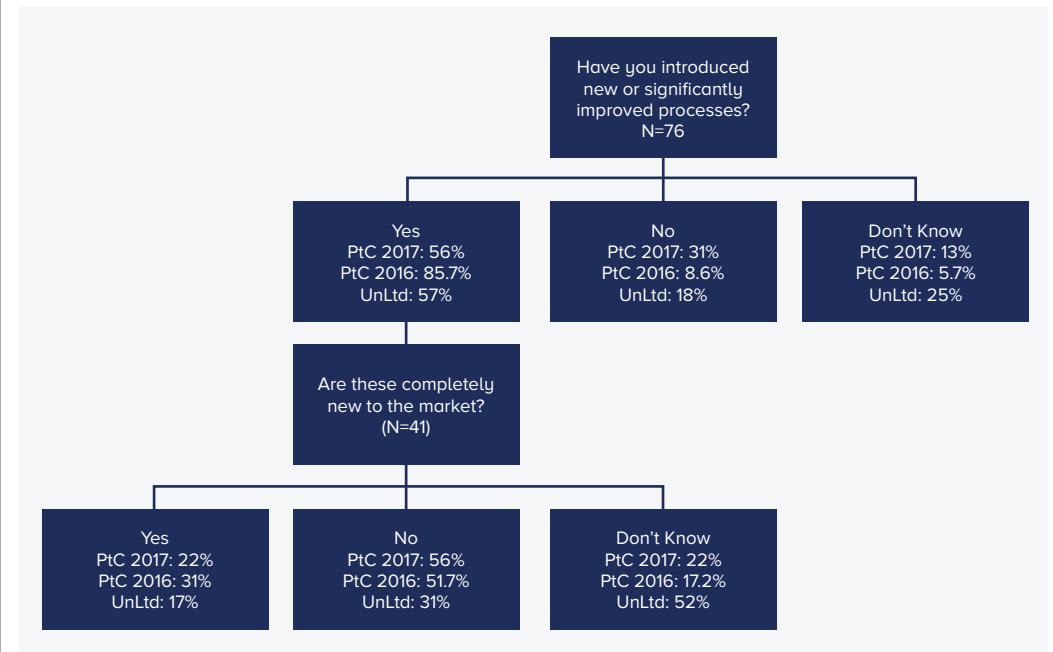 Have you introduced
new or significantly
improved processes?
N=76
Yes
PtC 2017: 56%
PtC 2016: 85.7%
UnLtd: 57%
No
PtC 2017: 31%
PtC 2016: 8.6%
UnLtd: 18%
Don’t Know
PtC 2017: 13%
PtC 2016: 5.7%
UnLtd: 25%
Are these completely
new to the market?
(N=41)
Yes
PtC 2017: 22%
PtC 2016: 31%
UnLtd: 17%
No
PtC 2017: 56%
PtC 2016: 51.7%
UnLtd: 31%
Don’t Know
PtC 2017: 22%
PtC 2016: 17.2%
UnLtd: 52%